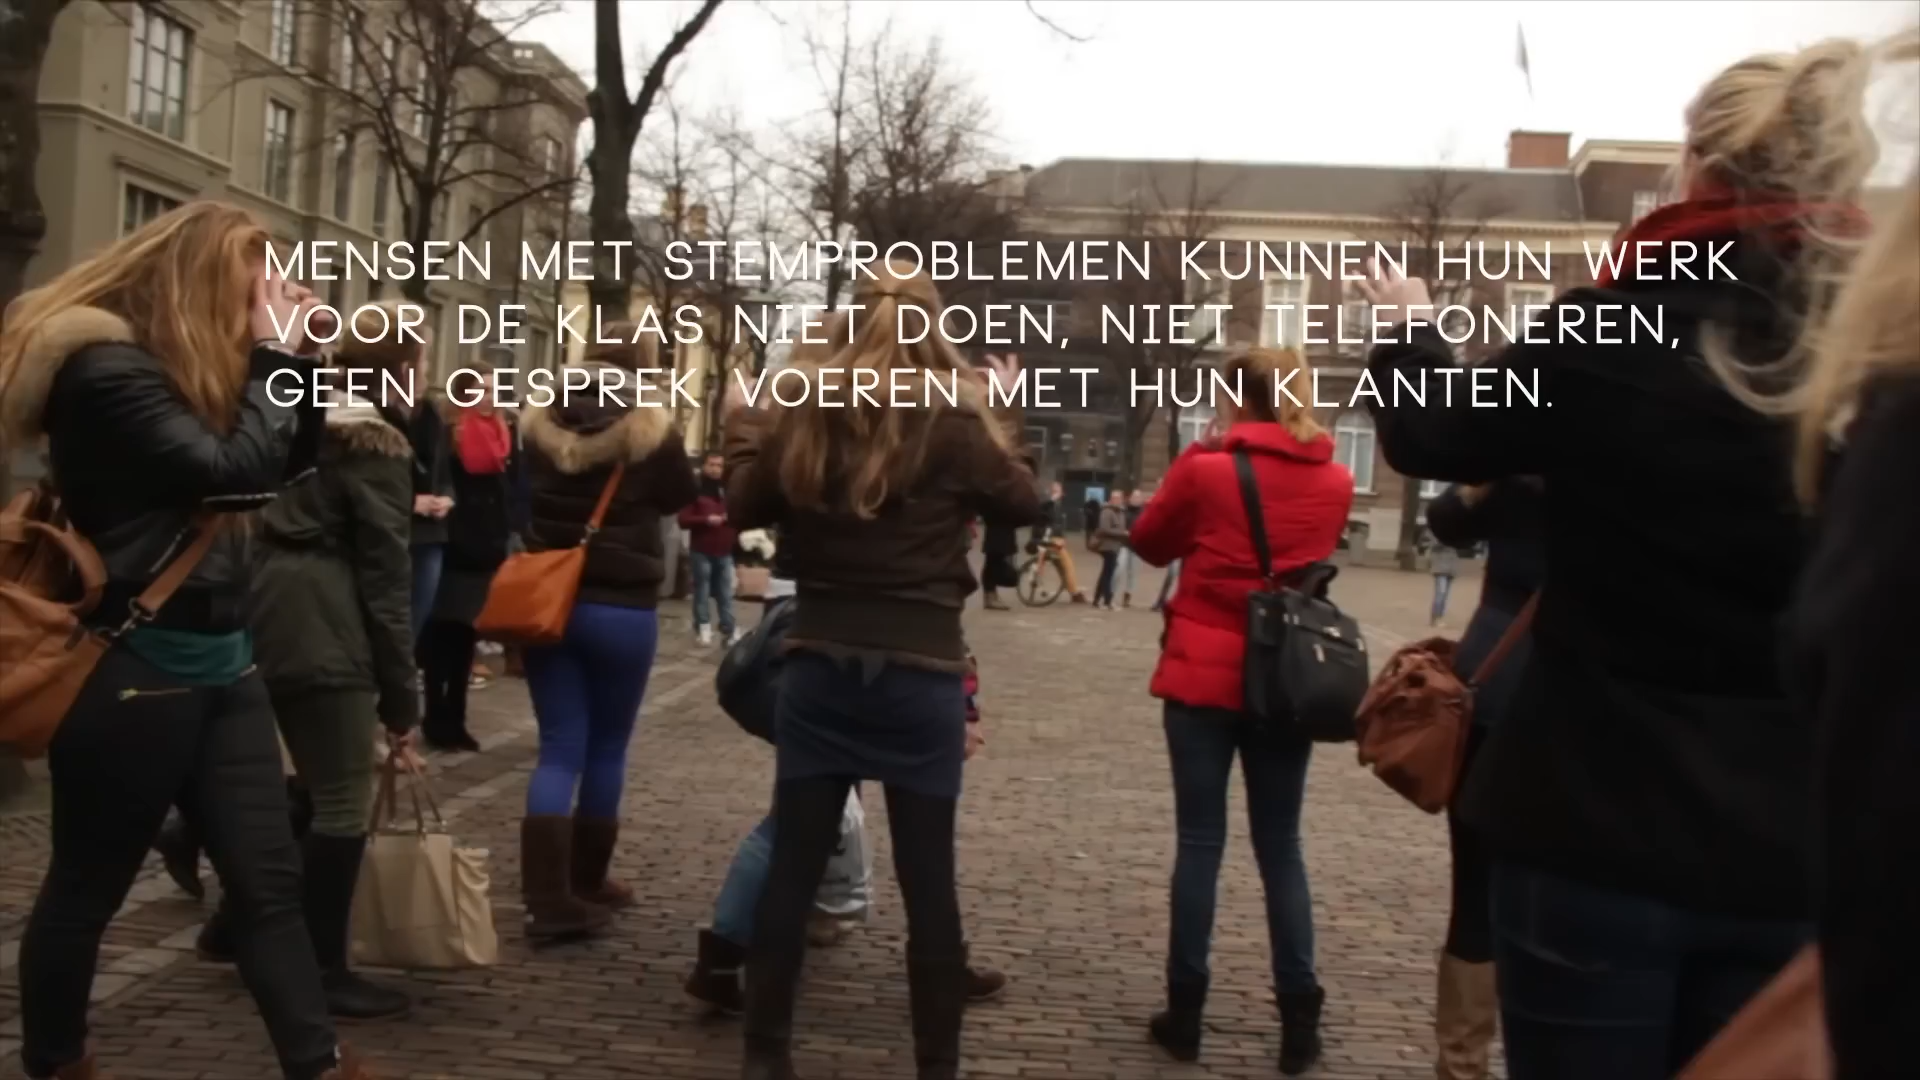 MENSEN MET STEMPROBLEMEN KUNNEN HUN WERK
VOOR DE KLAS NIET DOEN, NIET TELEFONEREN,
GEEN GESPREK VOEREN MET HUN KLANTEN.